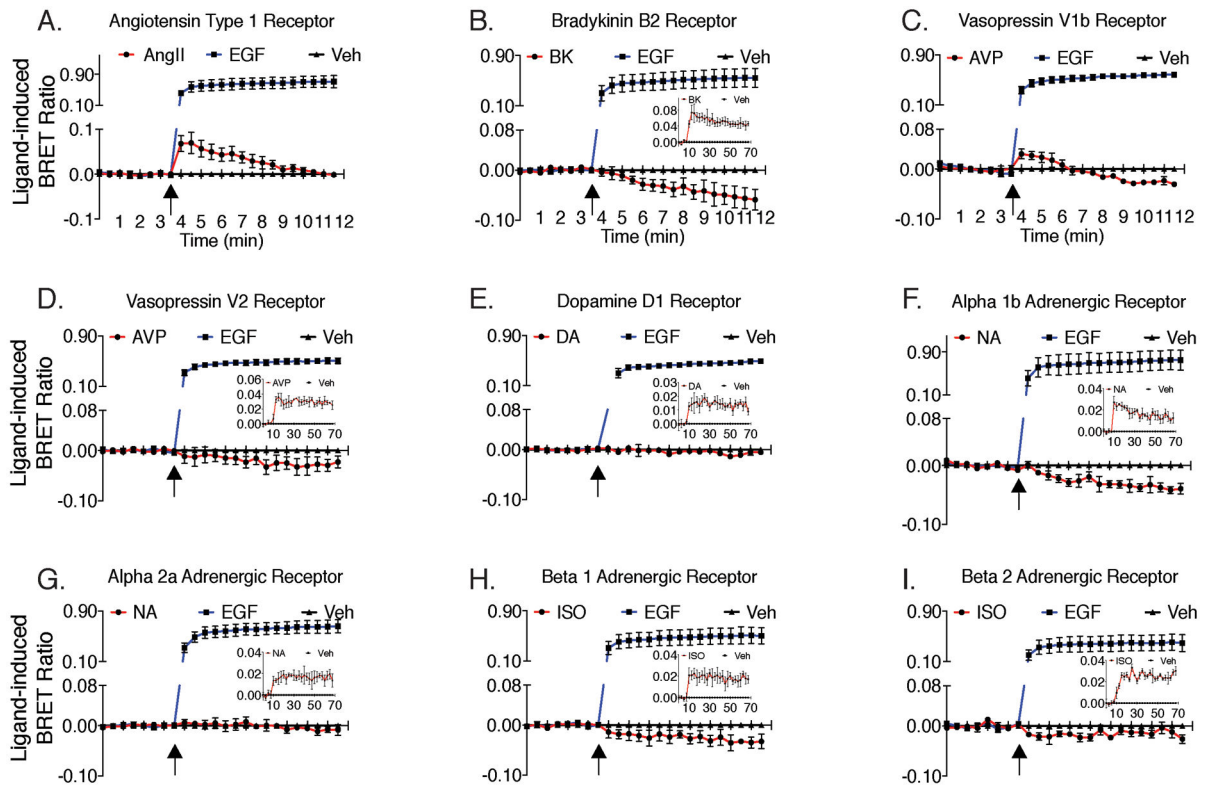 A. Angiotensin Type 1 Receptor
AngII EGF Veh
0.90
0.10
0.1
0.0
-0.1
1 2 3 4 5 6 7 8 9 10 11 12
Time (min)
Ligand-induced
BRET Ratio
B. Bradykinin B2 Receptor
BK EGF Veh
0.90
0.10
0.08
0.00
-0.10
BK Veh
0.08
0.04
0.00
10 30 50 70
1 2 3 4 5 6 7 8 9 10 11 12
Time (min)
C. Vasopressin V1b Receptor
AVP EGF Veh
0.90
0.10
0.08
0.00
-0.10
1 2 3 4 5 6 7 8 9 10 11 12
Time (min)
D. Vasopressin V2 Receptor
AVP EGF Veh
0.90
0.10
0.08
0.00
-0.10
AVP Veh
0.06
0.04
0.02
0.00
10 30 50 70
Ligand-induced
BRET Ratio
E. Dopamine D1 Receptor
DA EGF Veh
0.90
0.10
0.08
0.00
-0.10
DA Veh
0.03
0.02
0.01
0.00
10 30 50 70
F. Alpha 1b Adrenergic Receptor
NA EGF Veh
0.90
0.10
0.08
0.00
-0.10
NA Veh
0.04
0.02
0.00
10 30 50 70
G. Alpha 2a Adrenergic Receptor
NA EGF Veh
0.90
0.10
0.08
0.00
-0.10
NA Veh
0.04
0.02
0.00
10 30 50 70
Ligand-induced
BRET Ratio
H. Beta 1 Adrenergic Receptor
ISO EGF Veh
0.90
0.10
0.08
0.00
-0.10
ISO Veh
0.04
0.02
0.00
10 30 50 70
I. Beta 2 Adrenergic Receptor
ISO EGF Veh
0.90
0.10
0.08
0.00
-0.10
ISO Veh
0.04
0.02
0.00
10 30 50 70